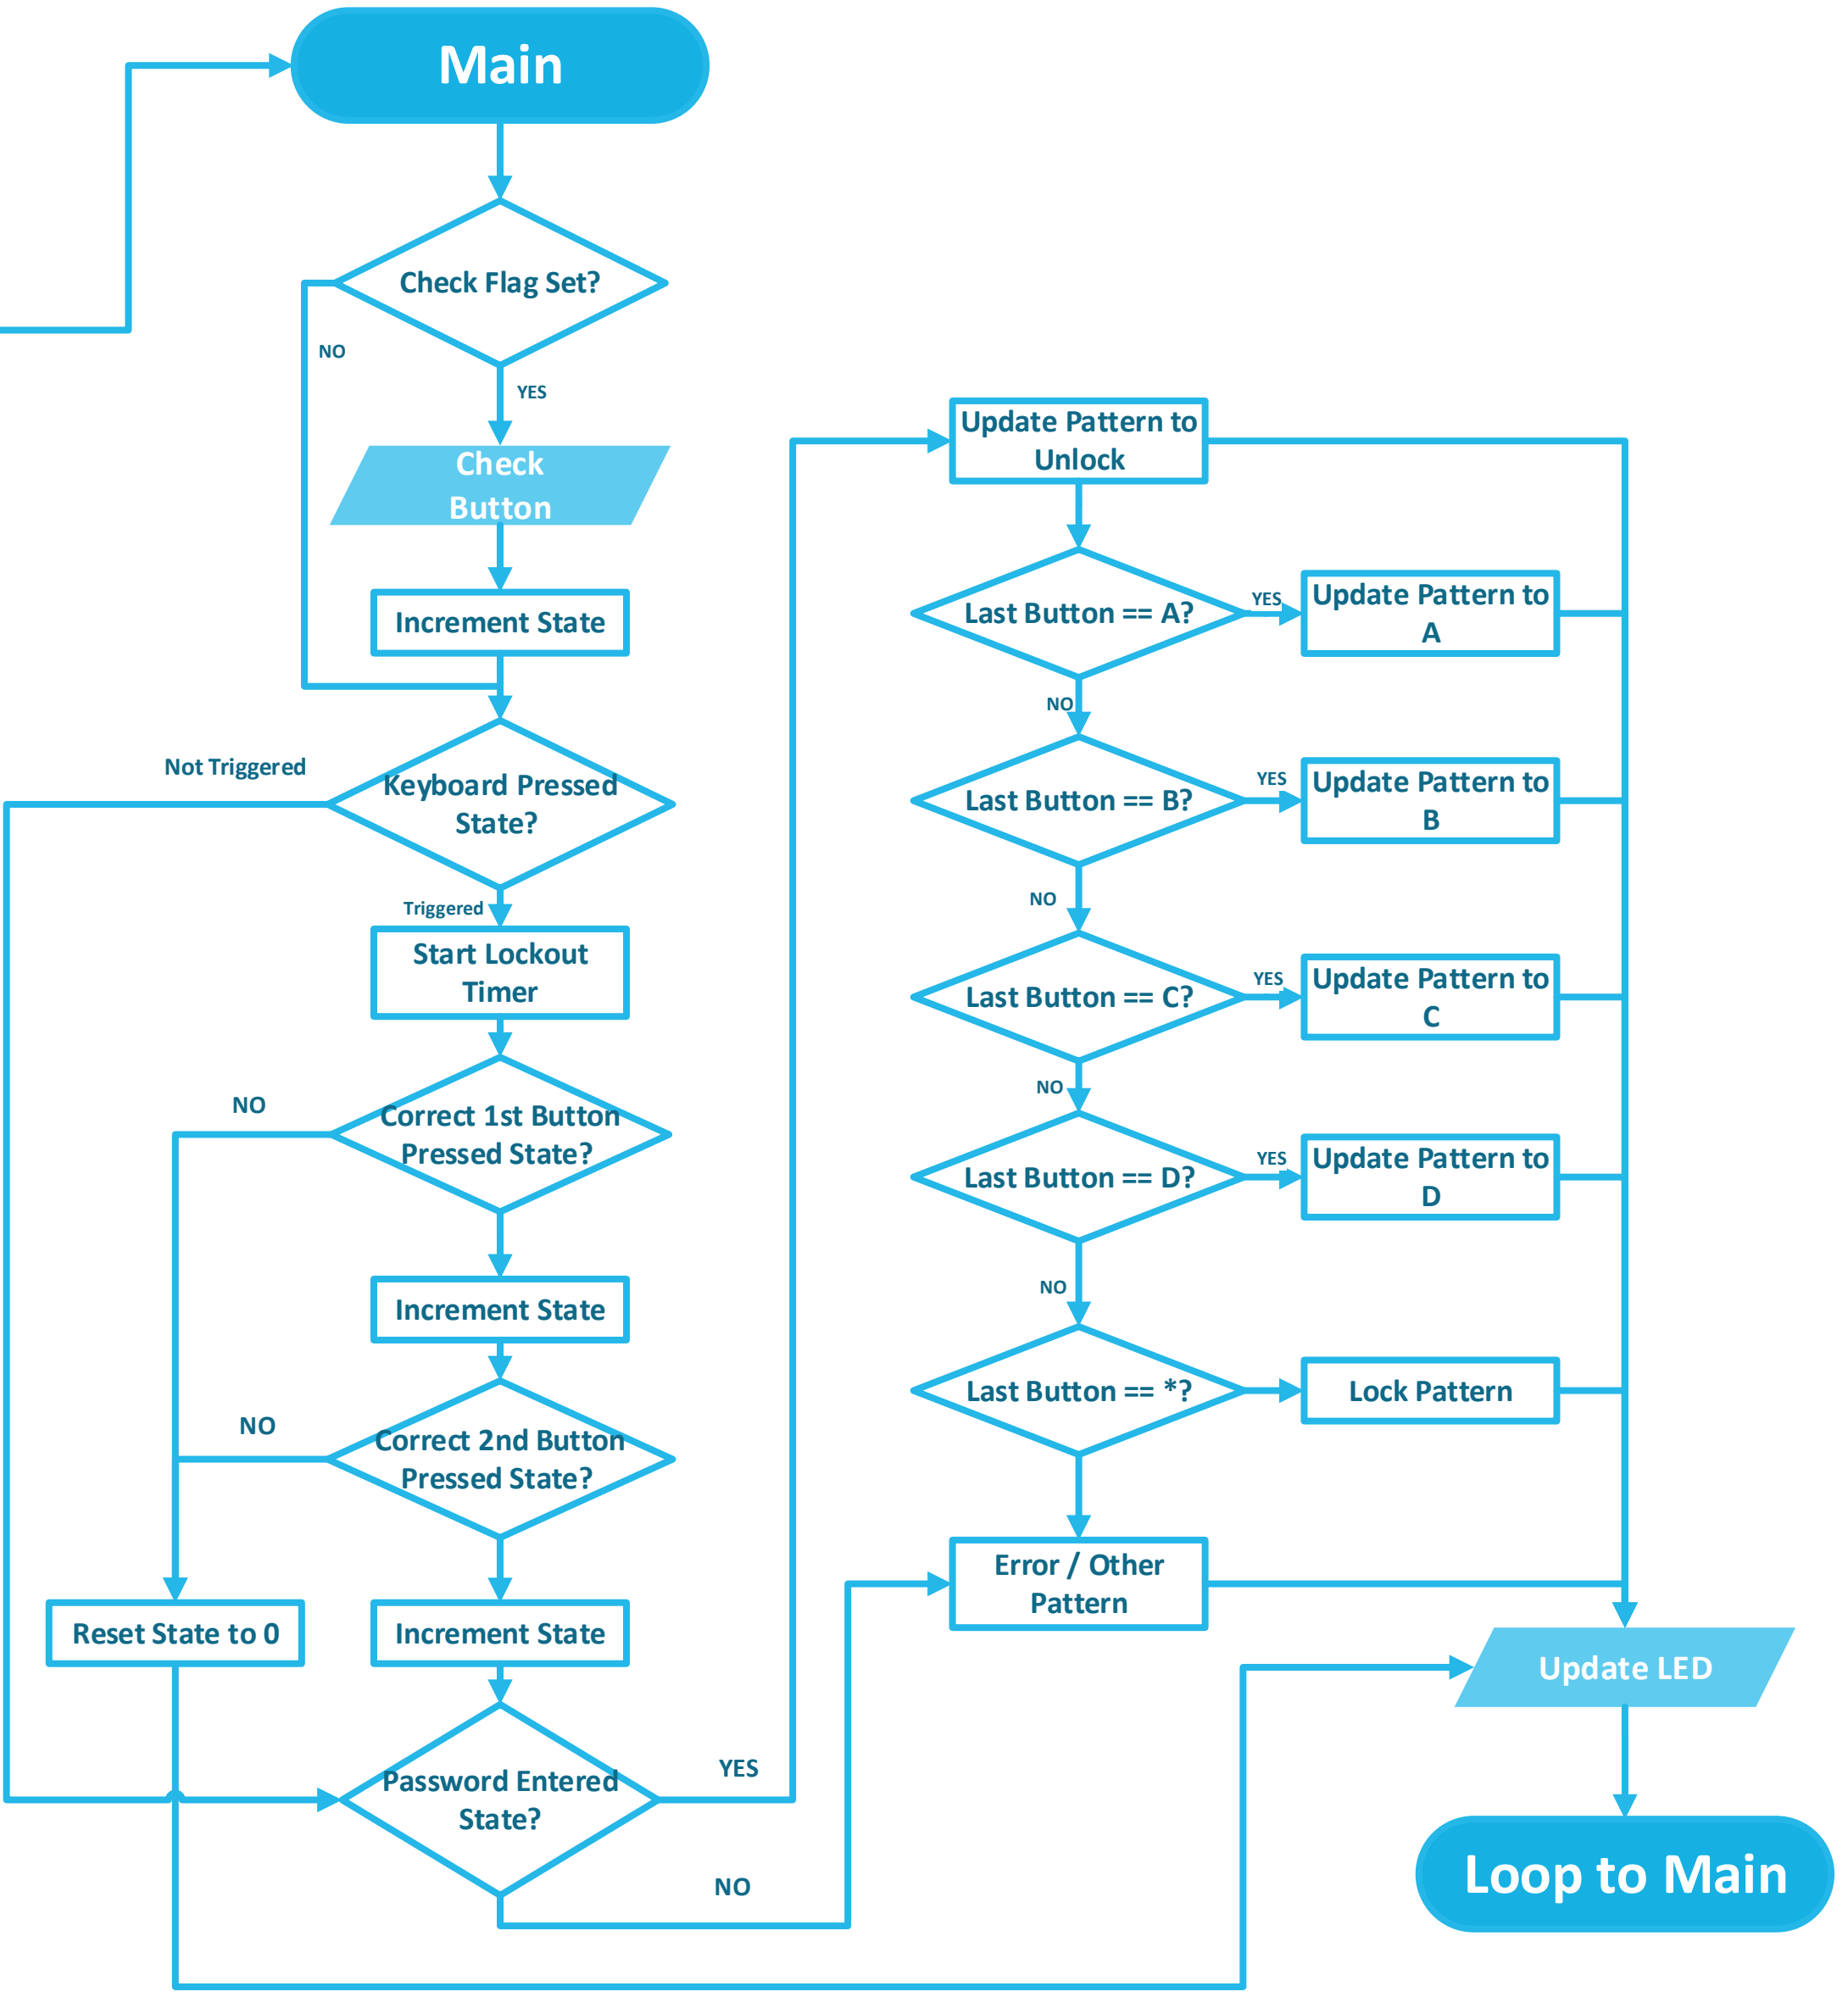 Main
Check Flag Set?
NO
YES
Check
Button
Increment State
Not Triggered
Keyboard Pressed
State?
Triggered
Start Lockout
Timer
NO
Correct 1st Button
Pressed State?
Increment State
NO
Correct 2nd Button
Pressed State?
Reset State to 0
Increment State
Password Entered
State?
YES
NO
Update Pattern to
Unlock
Last Button == A?
YES
Update Pattern to
A
NO
Last Button == B?
YES
Update Pattern to
B
NO
Last Button == C?
YES
Update Pattern to
C
NO
Last Button == D?
YES
Update Pattern to
D
NO
Last Button == *?
Lock Pattern
Error / Other
Pattern
Update LED
Loop to Main